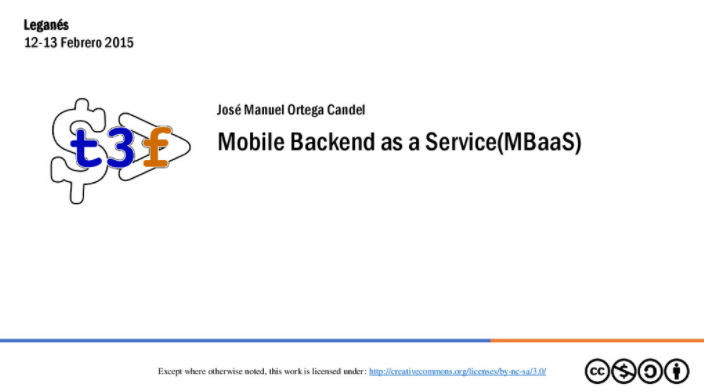 Leganés
12-13 Febrero 2015
José Manuel Ortega Candel
t3f
Mobile Backend as a Service(MBaaS)
Except where otherwise noted, this work is licensed under: http://creativecommons.org/licenses/by-nc-sa/3.0/
cc